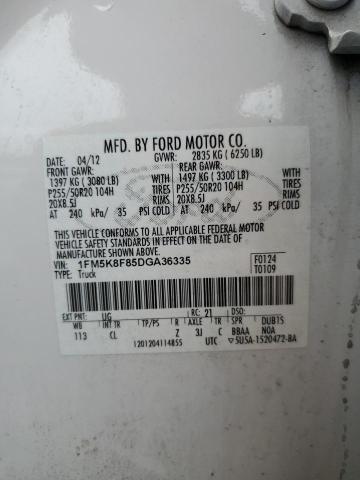 MFD. BY FORD MOTOR CO.
04/12 GVWR: 2835 KG ( 6250 LB)
FRONT GAWR: REAR GAWR:
1397 KG ( 3080 LB) WITH 1497 KG ( 3300 LB) WITH
P255/50R20 104H TIRES P255/50R20 104H TIRES
20X8.5J RIMS 20X8.5J RIMS
AT 240 kPa/ 35 PSI COLD AT 240 kPa/ 35 PSI COLD
THIS VEHICLE CONFORMS TO ALL APPLICABLE FEDERAL MOTOR
VEHICLE SAFETY AND THEFT PREVENTION STANDARDS IN EFFECT ON THE DATE
OF MANUFACTURE SHOWN ABOVE.
VIN: 1FM5K8F85DGA36335 F0124
TYPE: Truck T0109
EXT PNT: UG RC: 21 DSO:
WB INT TR TP/PS R AXLE TR SPR
113 CL Z 3J C BBAA
1201204114855 UTC 5U5A-1520472-BA